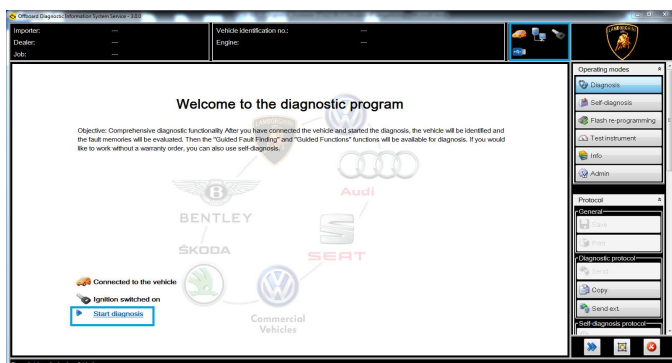 Offboard Diagnostic Information System Service - 3.0.0
Importer: —
Dealer: —
Job: —
Vehicle identification no.: —
Engine: —
LAMBORGHINI
Welcome to the diagnostic program
Objective: Comprehensive diagnostic functionality After you have connected the vehicle and started the diagnosis, the vehicle will be identified and
the fault memories will be evaluated. Then the "Guided Fault Finding" and "Guided Functions" functions will be available for diagnosis. If you would
like to work without a warranty order, you can also use self-diagnosis.
LAMBORGHINI
Audi
BENTLEY
SEAT
ŠKODA
Commercial
Vehicles
Connected to the vehicle
Ignition switched on
Start diagnosis
Operating modes
Diagnosis
Self-diagnosis
Flash re-programming
Test instrument
Info
Admin
Protocol
General
Save
Print
Diagnostic protocol
Send
Copy
Send ext.
Self-diagnosis protocol